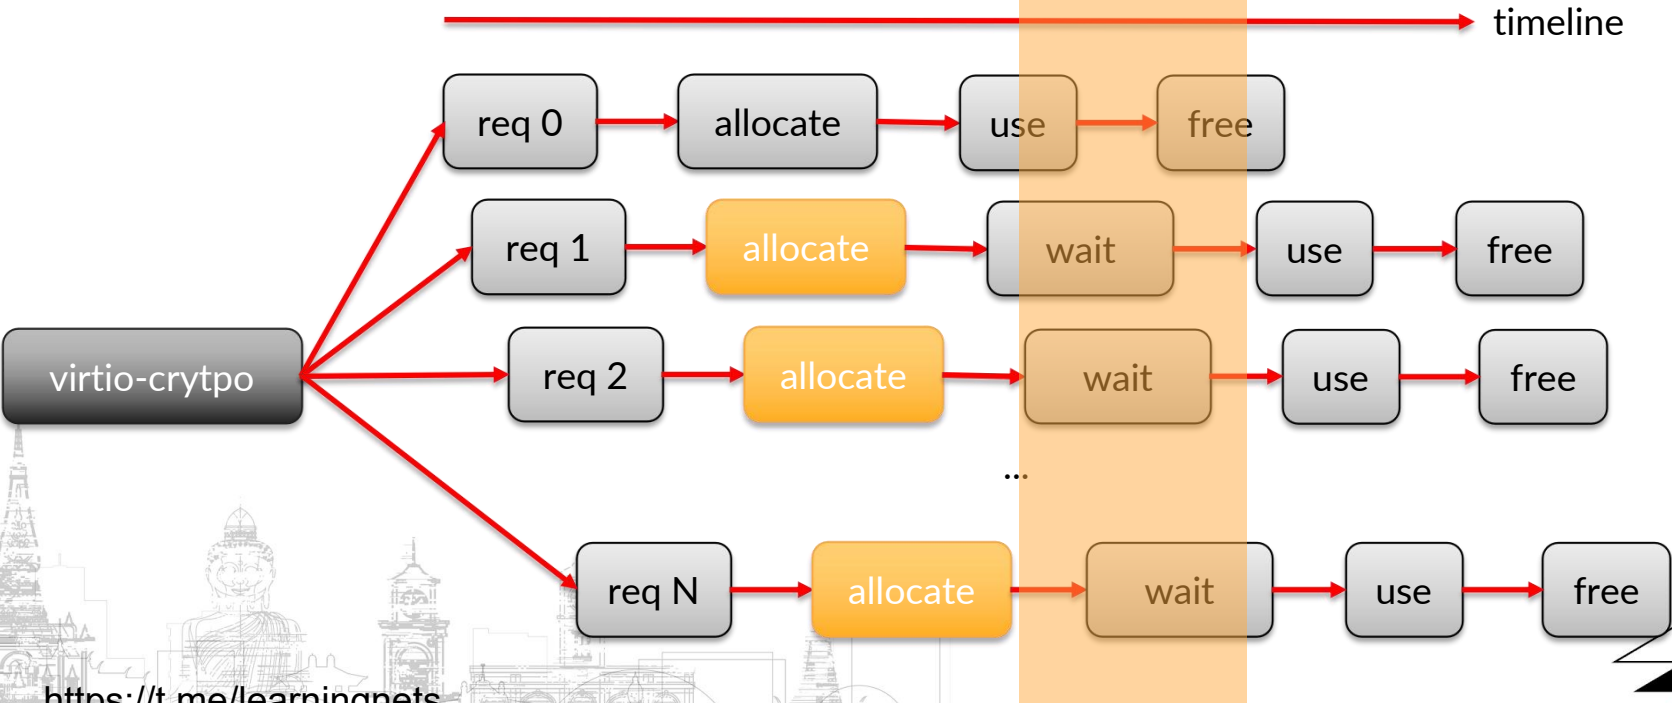 timeline
req 0 allocate use free
req 1 allocate wait use free
virtio-crytpo req 2 allocate wait use free
...
req N allocate wait use free
https://t.me/learningnets